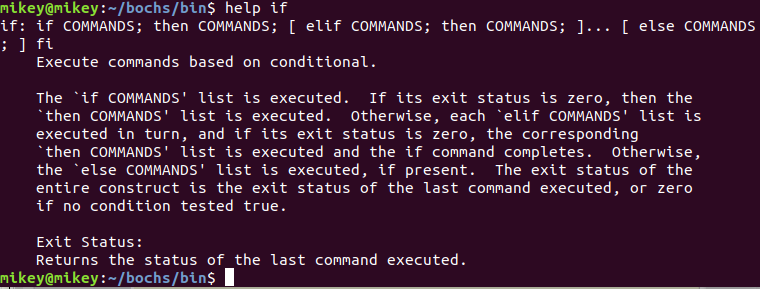 mikey@mikey:~/bochs/bin$ help if
if: if COMMANDS; then COMMANDS; [ elif COMMANDS; then COMMANDS; ]... [ else COMMANDS
; ] fi
    Execute commands based on conditional.

    The `if COMMANDS' list is executed.  If its exit status is zero, then the
    `then COMMANDS' list is executed.  Otherwise, each `elif COMMANDS' list is
    executed in turn, and if its exit status is zero, the corresponding
    `then COMMANDS' list is executed and the if command completes.  Otherwise,
    the `else COMMANDS' list is executed, if present.  The exit status of the
    entire construct is the exit status of the last command executed, or zero
    if no condition tested true.

    Exit Status:
    Returns the status of the last command executed.
mikey@mikey:~/bochs/bin$